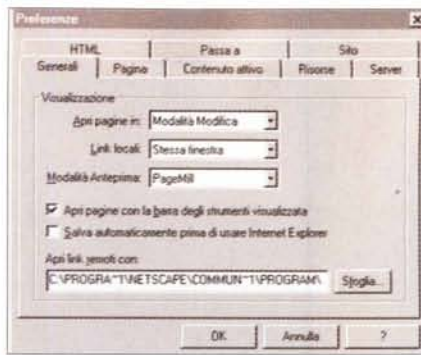 Preferenze
HTML Passa a Sito
Generali Pagina Contenuto attivo Risorse Server
Visualizzazione
Apri pagine in: Modalità Modifica
Link locali: Stessa finestra
Modalità Anteprima: PageMill
Apri pagine con la barra degli strumenti visualizzata
Salva automaticamente prima di usare Internet Explorer
Apri link remoti con:
C:\PROGRA~1\NETSCAPE\COMMUN~1\PROGRAM\ Sfoglia...
OK Annulla ?